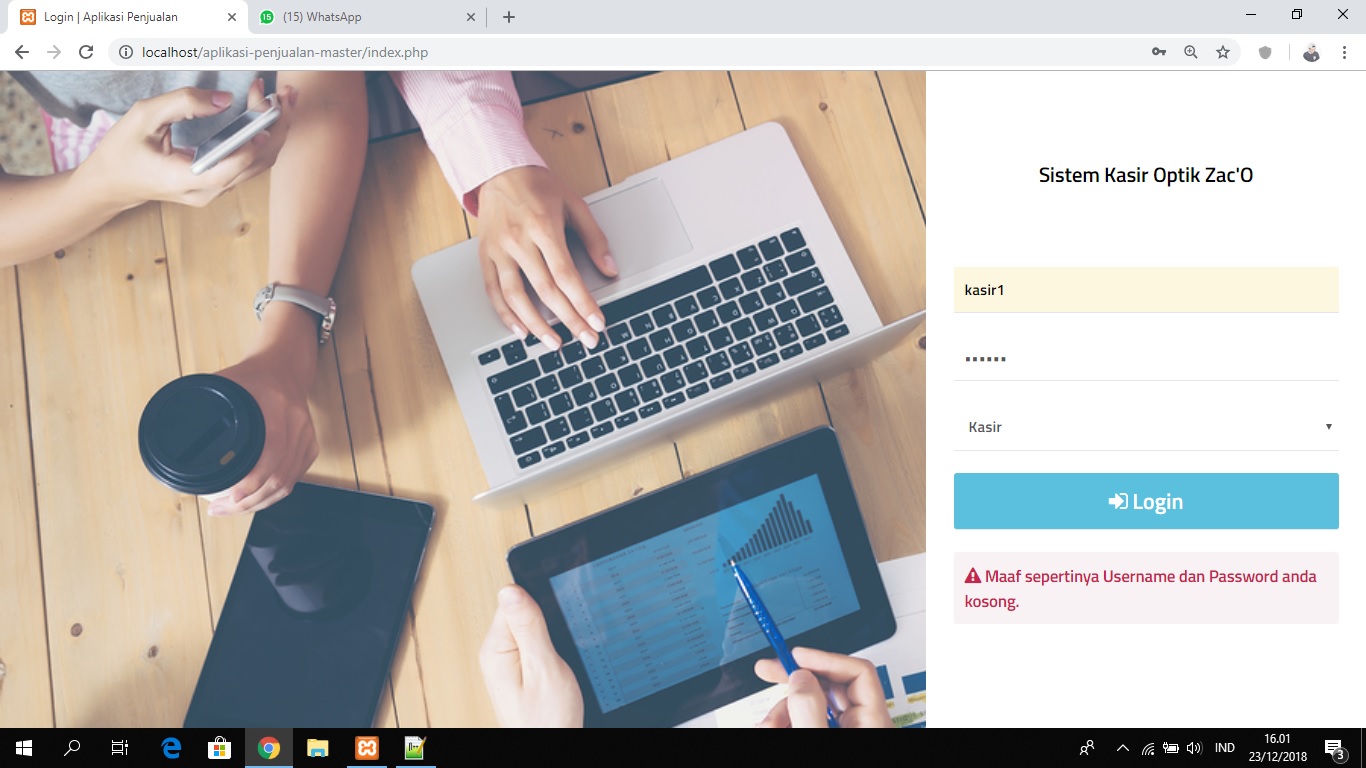 Login | Aplikasi Penjualan
(15) WhatsApp
localhost/aplikasi-penjualan-master/index.php
Sistem Kasir Optik Zac'O
kasir1
••••••
Kasir
Login
Maaf sepertinya Username dan Password anda
kosong.
IND
16.01
23/12/2018
3